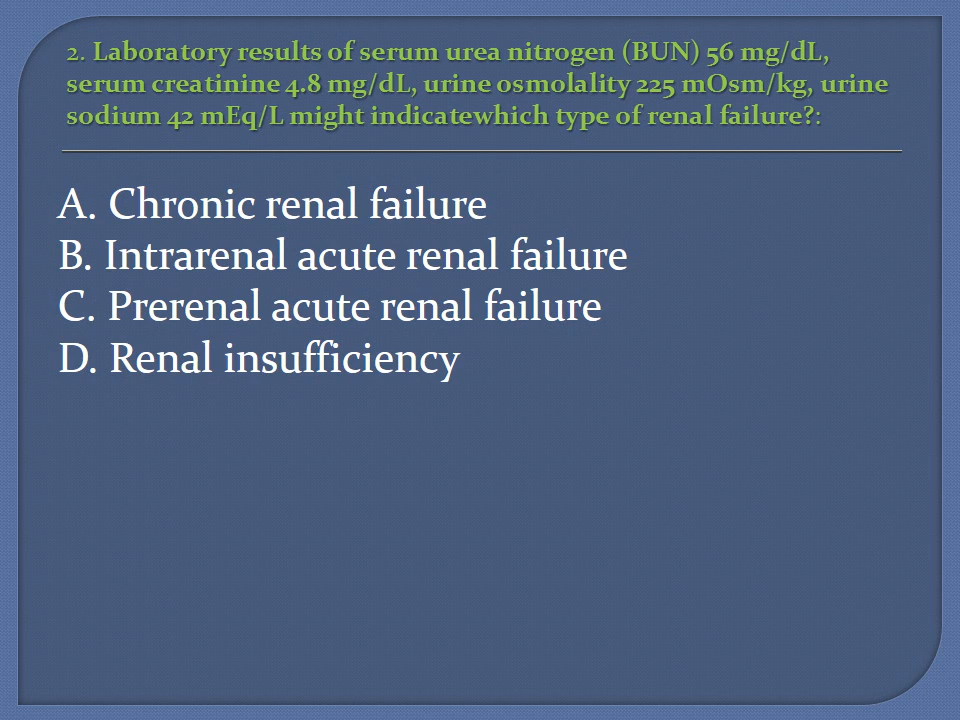 2. Laboratory results of serum urea nitrogen (BUN) 56 mg/dL,
serum creatinine 4.8 mg/dL, urine osmolality 225 mOsm/kg, urine
sodium 42 mEq/L might indicatewhich type of renal failure?:
A. Chronic renal failure
B. Intrarenal acute renal failure
C. Prerenal acute renal failure
D. Renal insufficiency